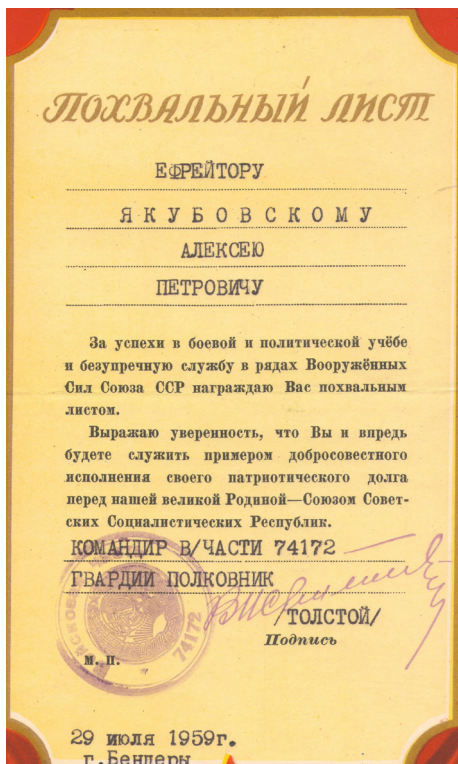 ПОХВАЛЬНЫЙ ЛИСТ
ЕФРЕЙТОРУ
ЯКУБОВСКОМУ
АЛЕКСЕЮ
ПЕТРОВИЧУ
За успехи в боевой и политической учёбе
и безупречную службу в рядах Вооружённых
Сил Союза ССР награждаю Вас похвальным
листом.
Выражаю уверенность, что Вы и впредь
будете служить примером добросовестного
исполнения своего патриотического долга
перед нашей великой Родиной—Союзом Совет-
ских Социалистических Республик.
КОМАНДИР В/ЧАСТИ 74172
ГВАРДИИ ПОЛКОВНИК
/ТОЛСТОЙ/
Подпись
74172
М. П.
29 июля 1959г.
г.Бендеры